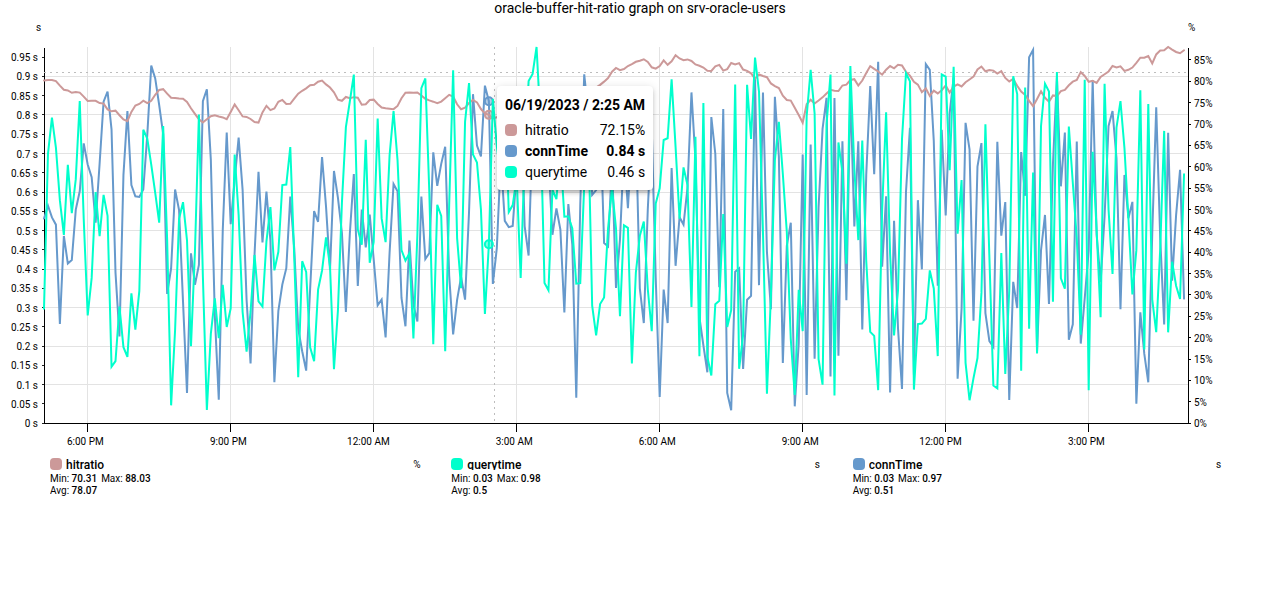 oracle-buffer-hit-ratio graph on srv-oracle-users
s %
0.95 s 85%
0.9 s 80%
0.85 s 75%
0.8 s 70%
0.75 s 65%
0.7 s 60%
0.65 s 55%
0.6 s 50%
0.55 s 45%
0.5 s 40%
0.45 s 35%
0.4 s 30%
0.35 s 25%
0.3 s 20%
0.25 s 15%
0.2 s 10%
0.15 s 5%
0.1 s 0%
0.05 s
0 s
06/19/2023 / 2:25 AM
hitratio 72.15%
connTime 0.84 s
querytime 0.46 s
6:00 PM 9:00 PM 12:00 AM 3:00 AM 6:00 AM 9:00 AM 12:00 PM 3:00 PM
hitratio % querytime s connTime s
Min: 70.31 Max: 88.03 Min: 0.03 Max: 0.98 Min: 0.03 Max: 0.97
Avg: 78.07 Avg: 0.5 Avg: 0.51